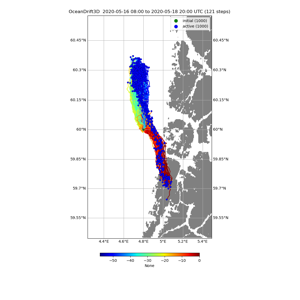 OceanDrift3D 2020-05-16 08:00 to 2020-05-18 20:00 UTC (121 steps)
initial (1000)
active (1000)
60.45°N 60.45°N
60.3°N 60.3°N
60.15°N 60.15°N
60°N 60°N
59.85°N 59.85°N
59.7°N 59.7°N
59.55°N 59.55°N
4.4°E 4.6°E 4.8°E 5°E 5.2°E 5.4°E
−50 −40 −30 −20 −10 0
None